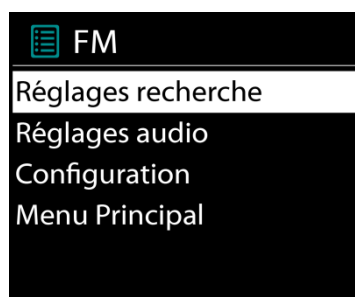 FM
Réglages recherche
Réglages audio
Configuration
Menu Principal